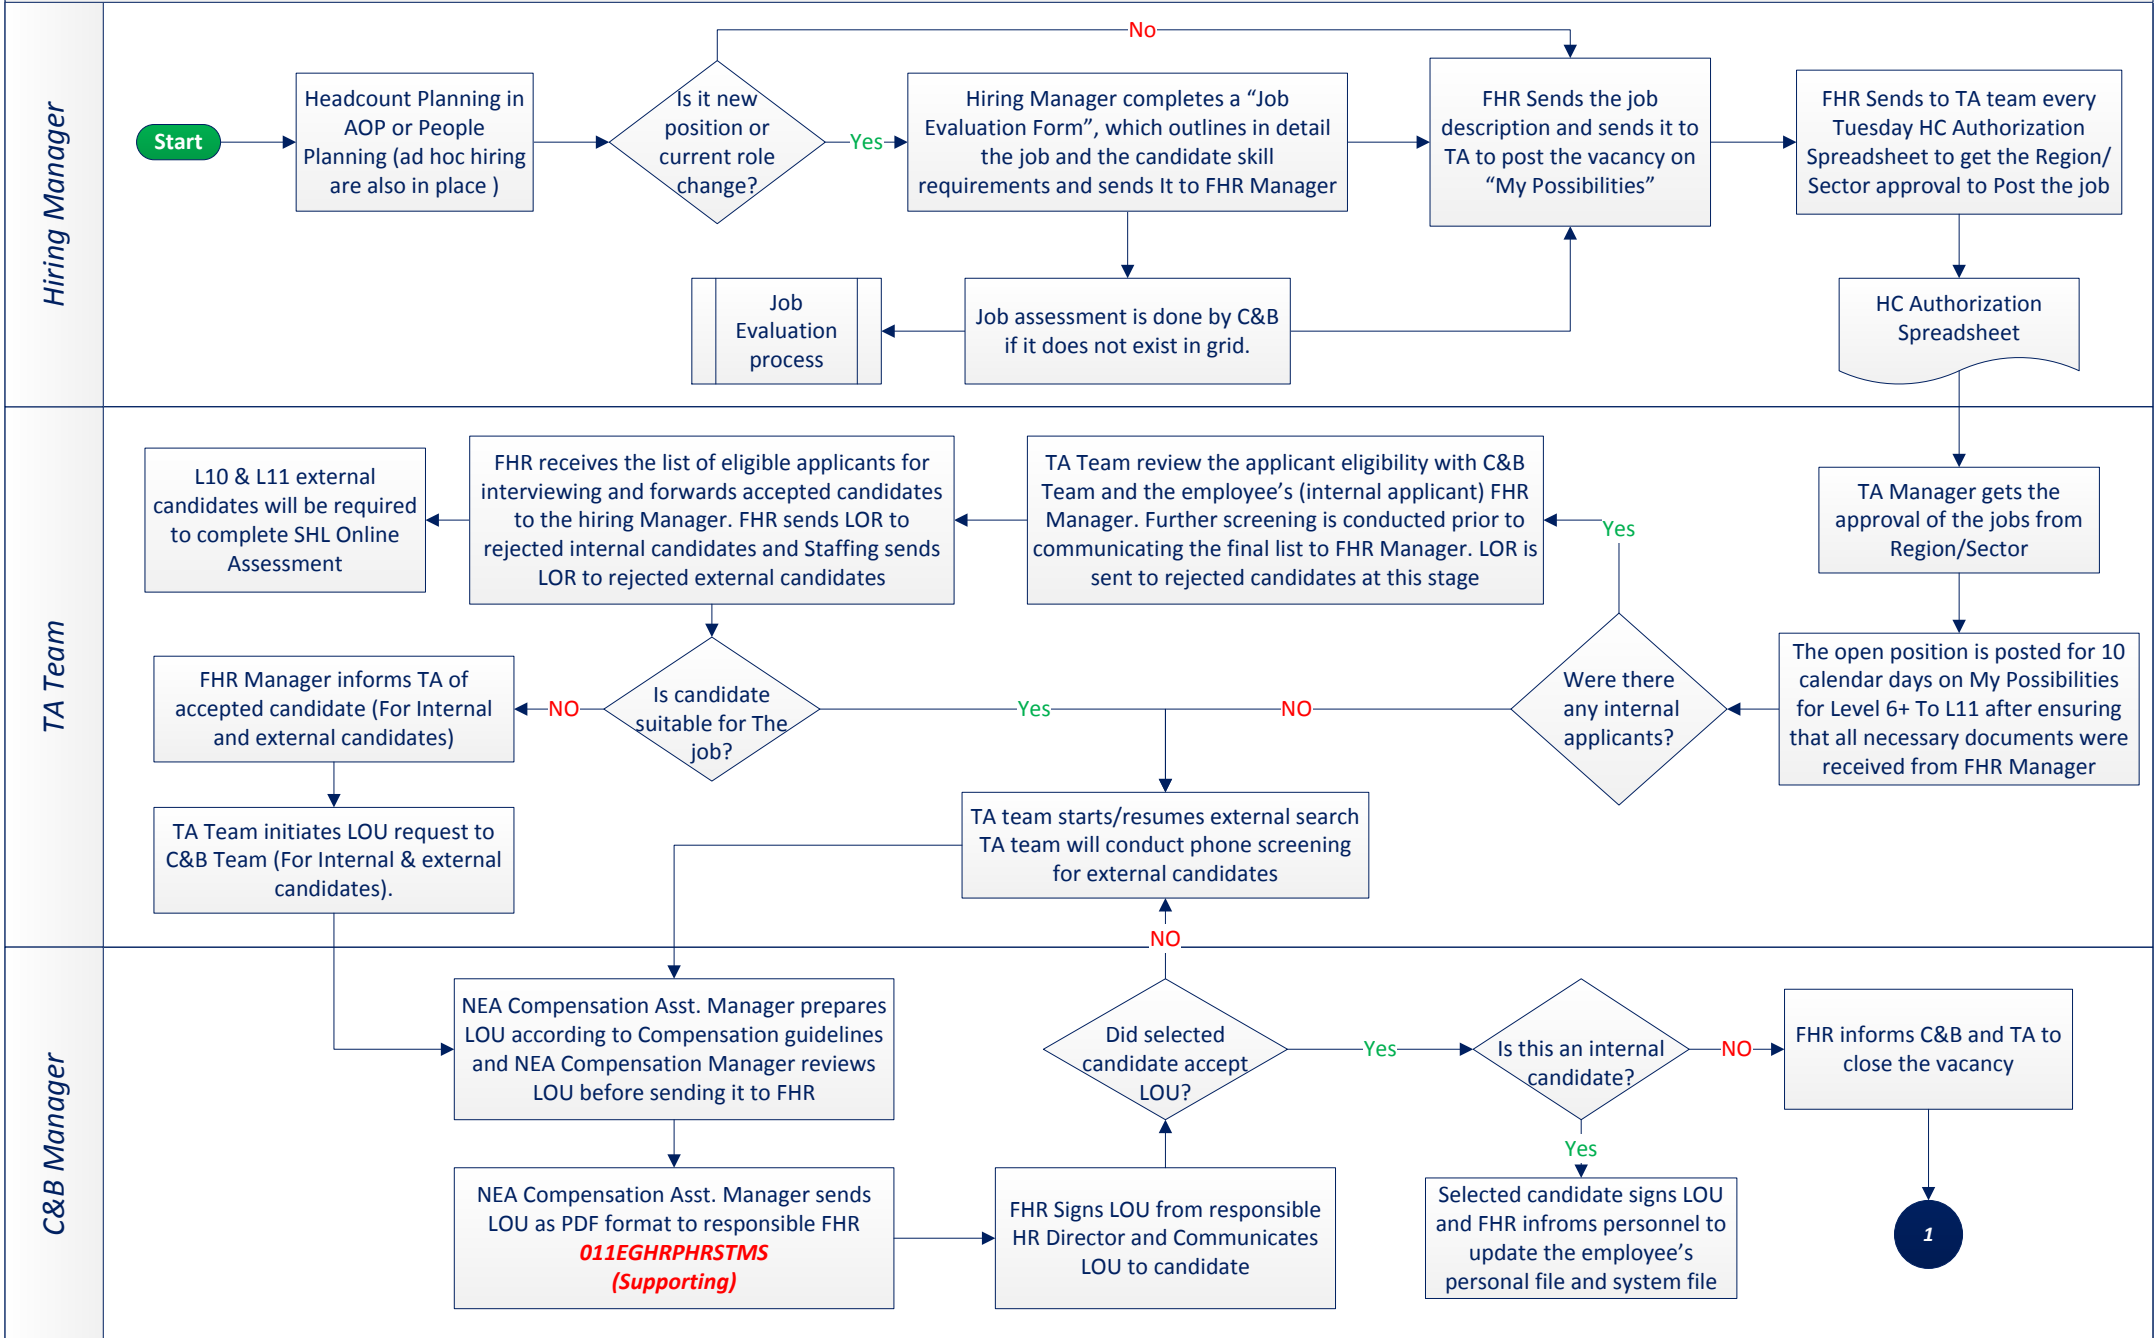 Hiring Manager
No
Start
Headcount Planning in
AOP or People
Planning (ad hoc hiring
are also in place )
Is it new
position or
current role
change?
Yes
Hiring Manager completes a “Job
Evaluation Form”, which outlines in detail
the job and the candidate skill
requirements and sends It to FHR Manager
FHR Sends the job
description and sends it to
TA to post the vacancy on
“My Possibilities”
FHR Sends to TA team every
Tuesday HC Authorization
Spreadsheet to get the Region/
Sector approval to Post the job
Job
Evaluation
process
Job assessment is done by C&B
if it does not exist in grid.
HC Authorization
Spreadsheet
TA Team
L10 & L11 external
candidates will be required
to complete SHL Online
Assessment
FHR receives the list of eligible applicants for
interviewing and forwards accepted candidates
to the hiring Manager. FHR sends LOR to
rejected internal candidates and Staffing sends
LOR to rejected external candidates
TA Team review the applicant eligibility with C&B
Team and the employee’s (internal applicant) FHR
Manager. Further screening is conducted prior to
communicating the final list to FHR Manager. LOR is
sent to rejected candidates at this stage
Yes
TA Manager gets the
approval of the jobs from
Region/Sector
FHR Manager informs TA of
accepted candidate (For Internal
and external candidates)
NO
Is candidate
suitable for The
job?
Yes
NO
Were there
any internal
applicants?
The open position is posted for 10
calendar days on My Possibilities
for Level 6+ To L11 after ensuring
that all necessary documents were
received from FHR Manager
TA Team initiates LOU request to
C&B Team (For Internal & external
candidates).
TA team starts/resumes external search
TA team will conduct phone screening
for external candidates
NO
C&B Manager
NEA Compensation Asst. Manager prepares
LOU according to Compensation guidelines
and NEA Compensation Manager reviews
LOU before sending it to FHR
Did selected
candidate accept
LOU?
Yes
Is this an internal
candidate?
NO
FHR informs C&B and TA to
close the vacancy
Yes
NEA Compensation Asst. Manager sends
LOU as PDF format to responsible FHR
011EGHRPHRSTMS
(Supporting)
FHR Signs LOU from responsible
HR Director and Communicates
LOU to candidate
Selected candidate signs LOU
and FHR infroms personnel to
update the employee’s
personal file and system file
1